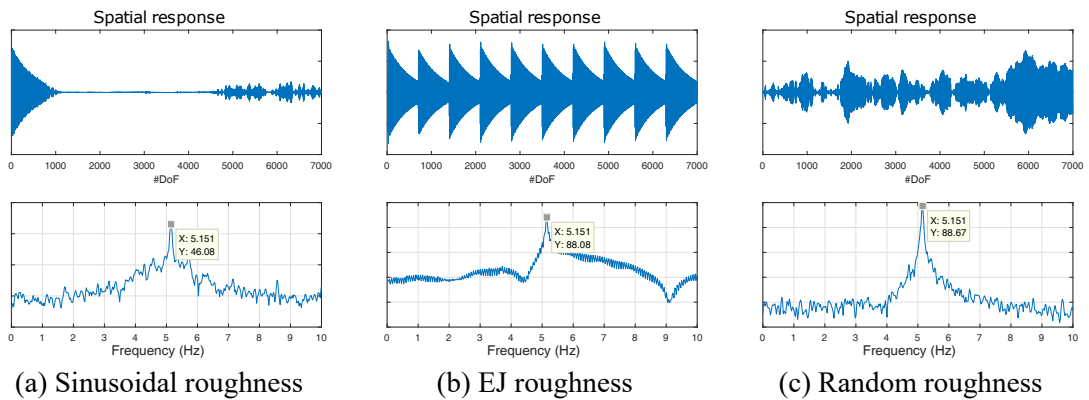 Spatial response Spatial response Spatial response
0 1000 2000 3000 4000 5000 6000 7000 0 1000 2000 3000 4000 5000 6000 7000 0 1000 2000 3000 4000 5000 6000 7000
#DoF #DoF #DoF
X: 5.151 X: 5.151 X: 5.151
Y: 46.08 Y: 88.08 Y: 88.67
0 1 2 3 4 5 6 7 8 9 10 0 1 2 3 4 5 6 7 8 9 10 0 1 2 3 4 5 6 7 8 9 10
Frequency (Hz) Frequency (Hz) Frequency (Hz)
(a) Sinusoidal roughness (b) EJ roughness (c) Random roughness